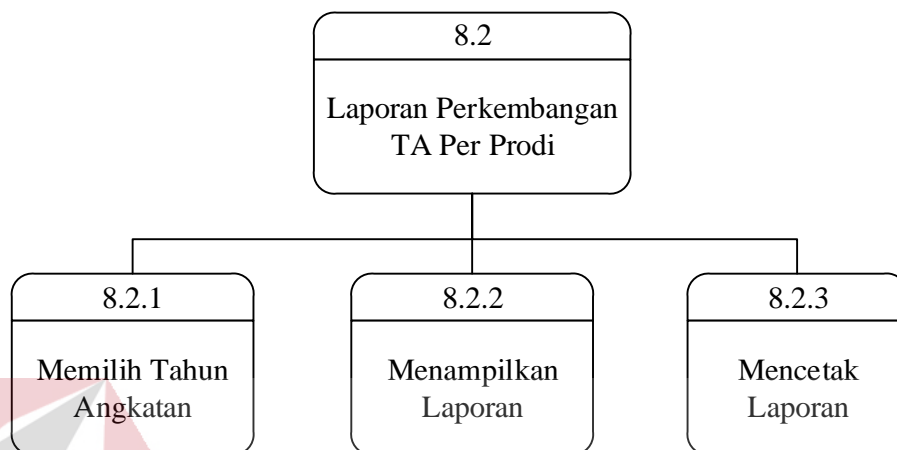 8.2
Laporan Perkembangan
TA Per Prodi
8.2.1
Memilih Tahun
Angkatan
8.2.2
Menampilkan
Laporan
8.2.3
Mencetak
Laporan